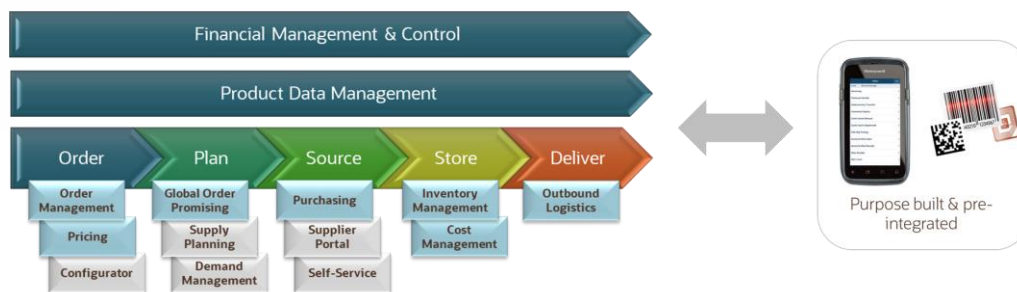 Financial Management & Control
Product Data Management
Order
Plan
Source
Store
Deliver
Order
Management
Pricing
Configurator
Global Order
Promising
Supply
Planning
Demand
Management
Purchasing
Supplier
Portal
Self-Service
Inventory
Management
Cost
Management
Outbound
Logistics
Purpose built & pre-
integrated